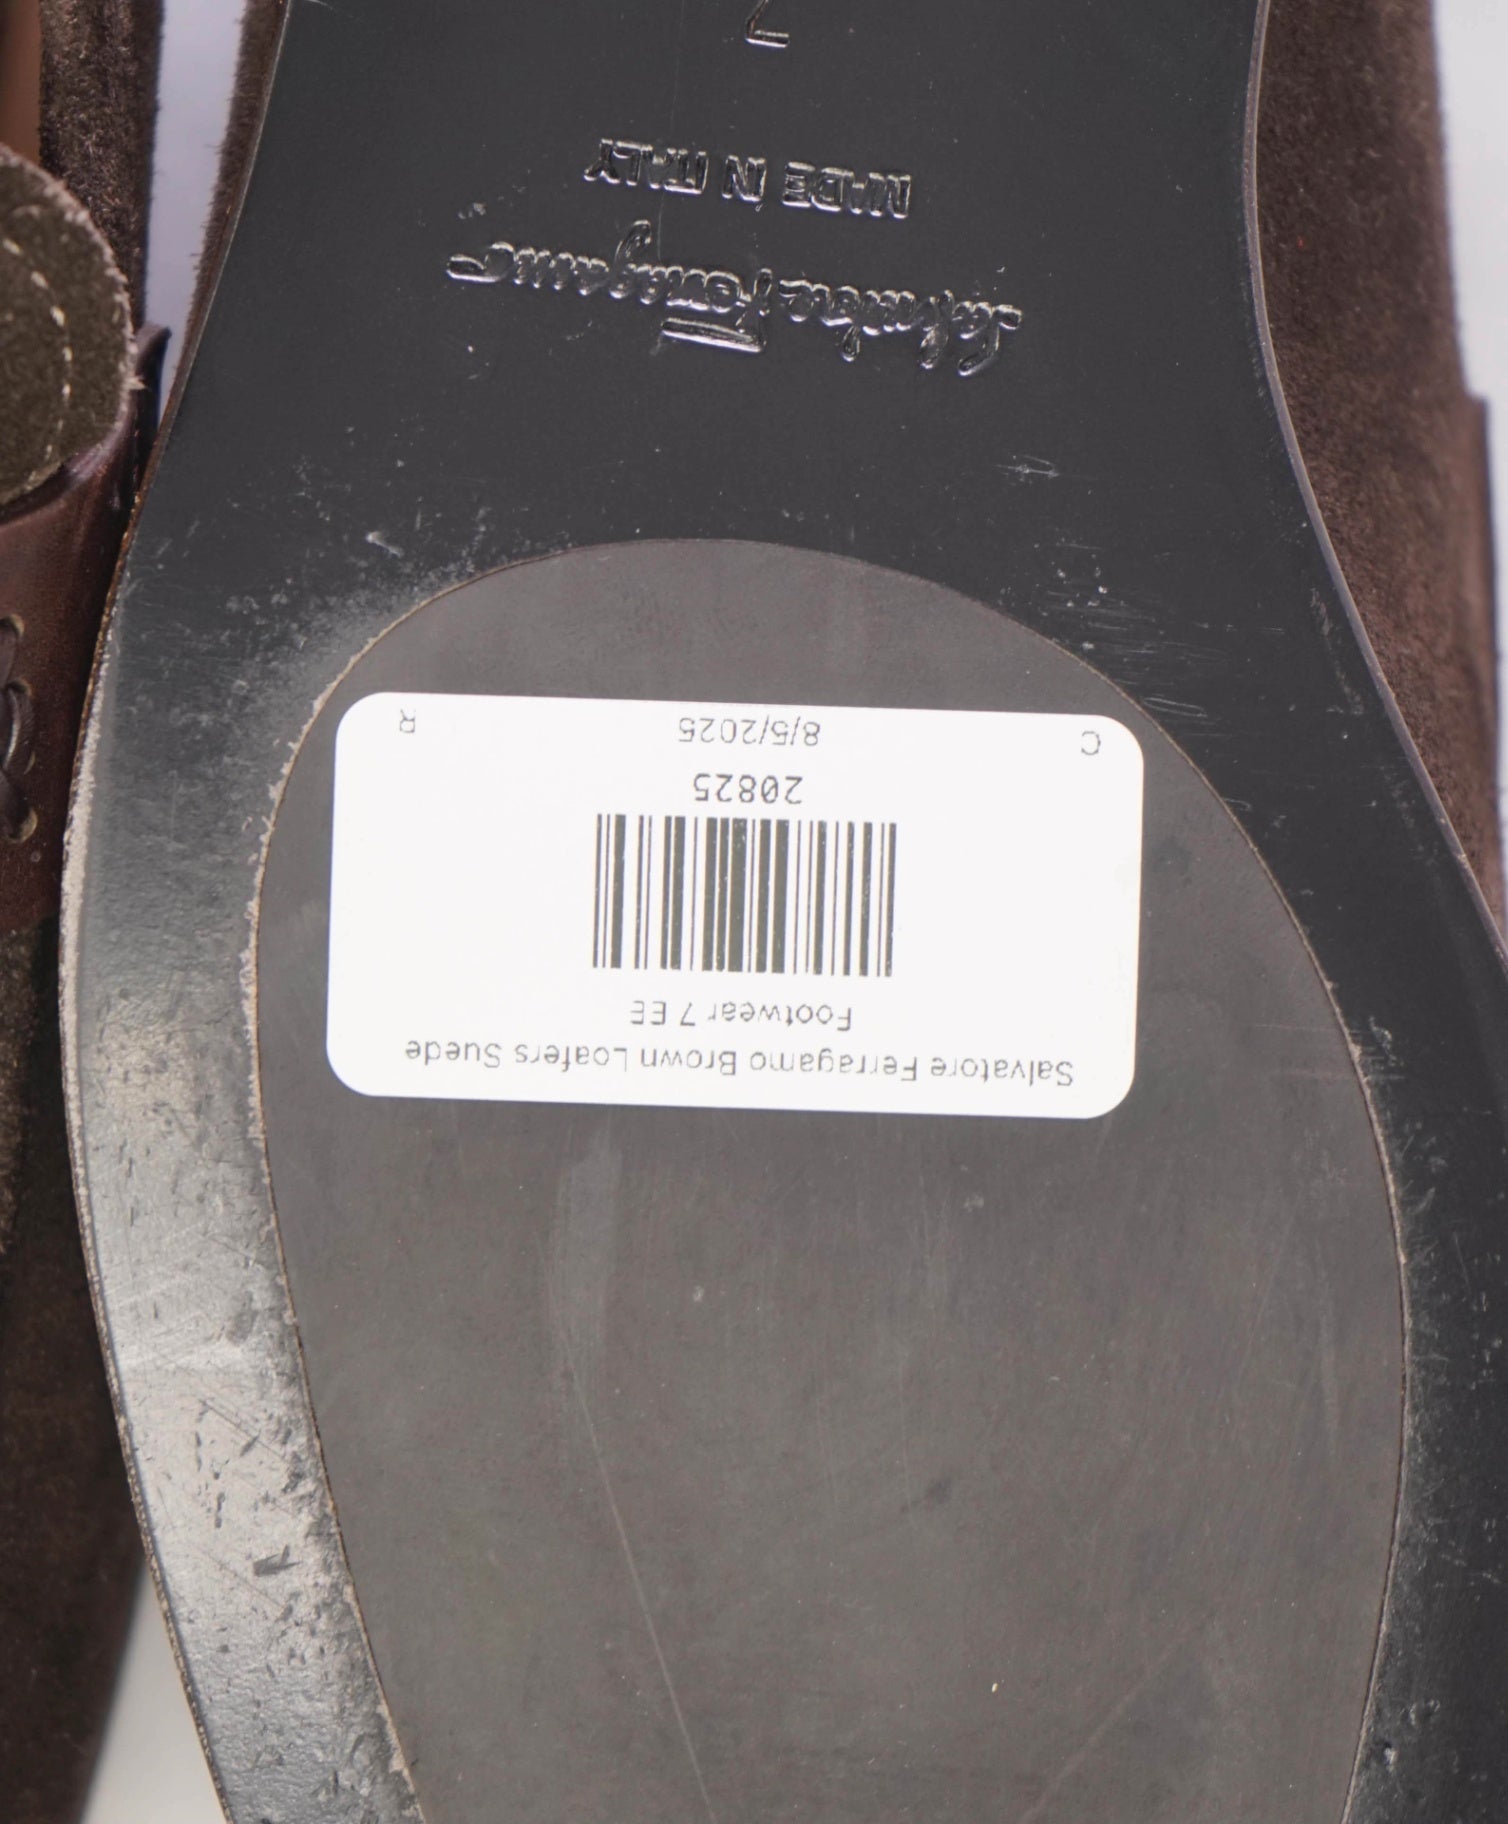 Salvatore Ferragamo Brown Loafers Suede
Footwear 7 EE
20825
C 8/5/2025 R
Salvatore Ferragamo
MADE IN ITALY
7